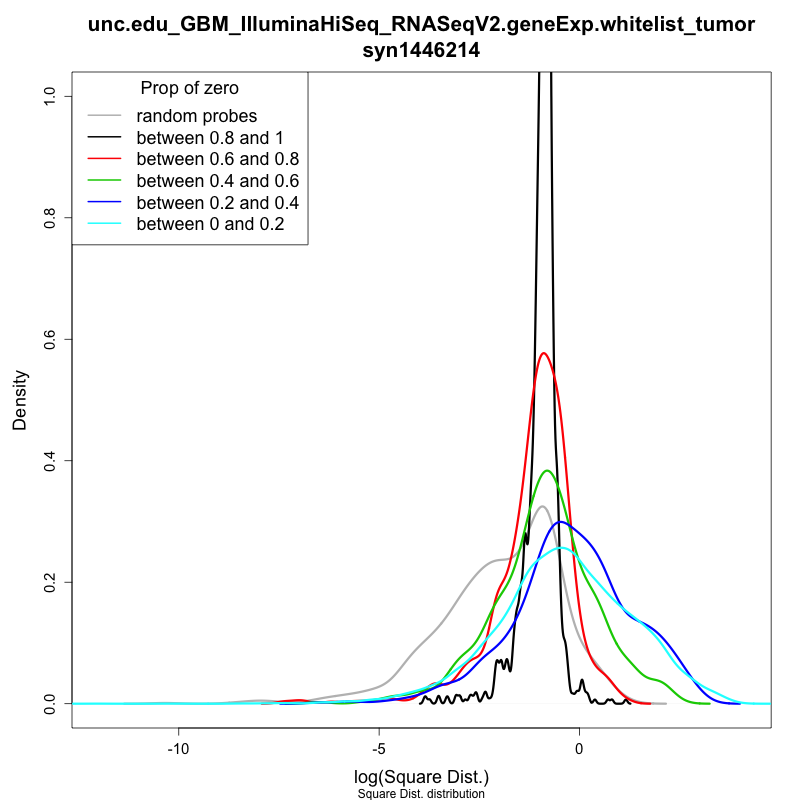 unc.edu_GBM_IlluminaHiSeq_RNASeqV2.geneExp.whitelist_tumor
syn1446214
Prop of zero
random probes
between 0.8 and 1
between 0.6 and 0.8
between 0.4 and 0.6
between 0.2 and 0.4
between 0 and 0.2
Density
1.0
0.8
0.6
0.4
0.2
0.0
-10
-5
0
log(Square Dist.)
Square Dist. distribution